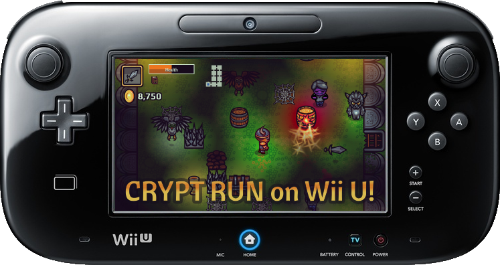 8,750
CRYPT RUN on Wii U!
X
Y
A
B
+
START
−
SELECT
Wii U
TV
MIC
HOME
BATTERY
CONTROL
POWER